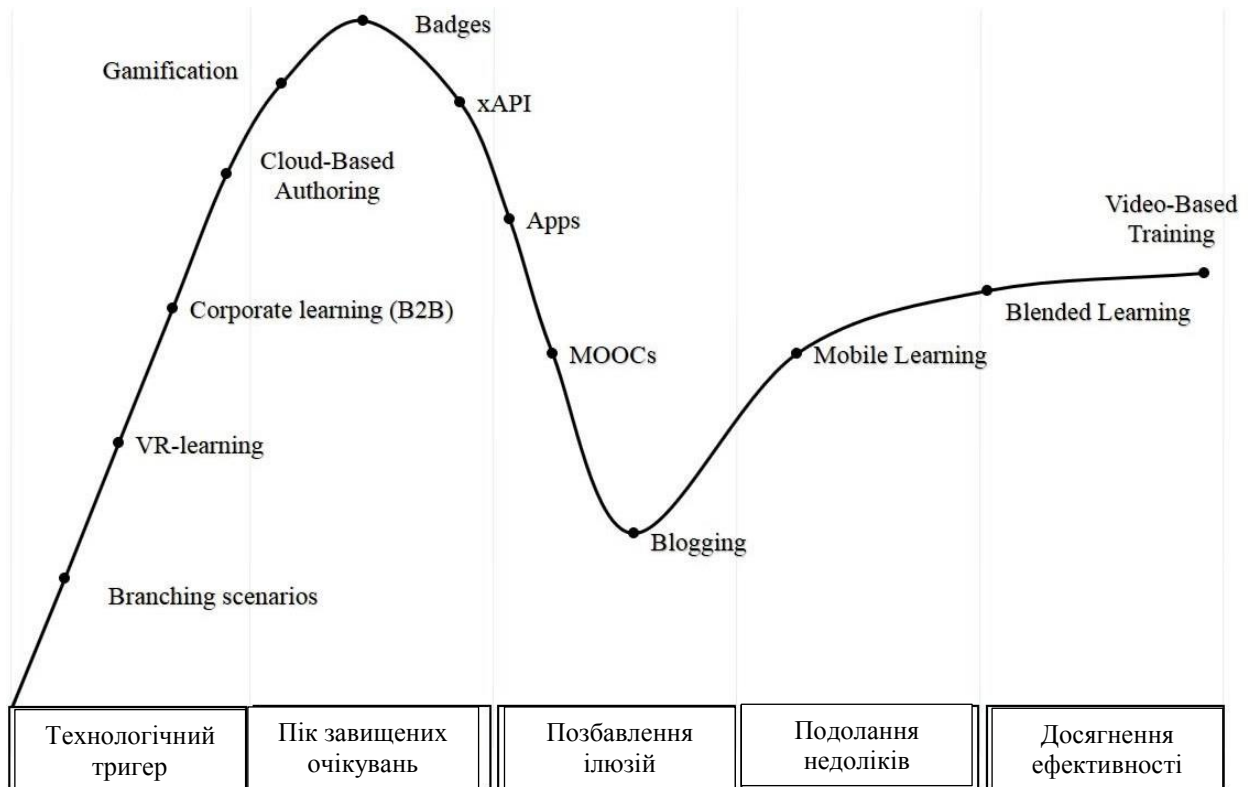 Badges
Gamification
xAPI
Cloud-Based
Authoring
Apps
Video-Based
Training
Corporate learning (B2B)
Blended Learning
MOOCs
Mobile Learning
VR-learning
Blogging
Branching scenarios
Технологічний
тригер
Пік завищених
очікувань
Позбавлення
ілюзій
Подолання
недоліків
Досягнення
ефективності